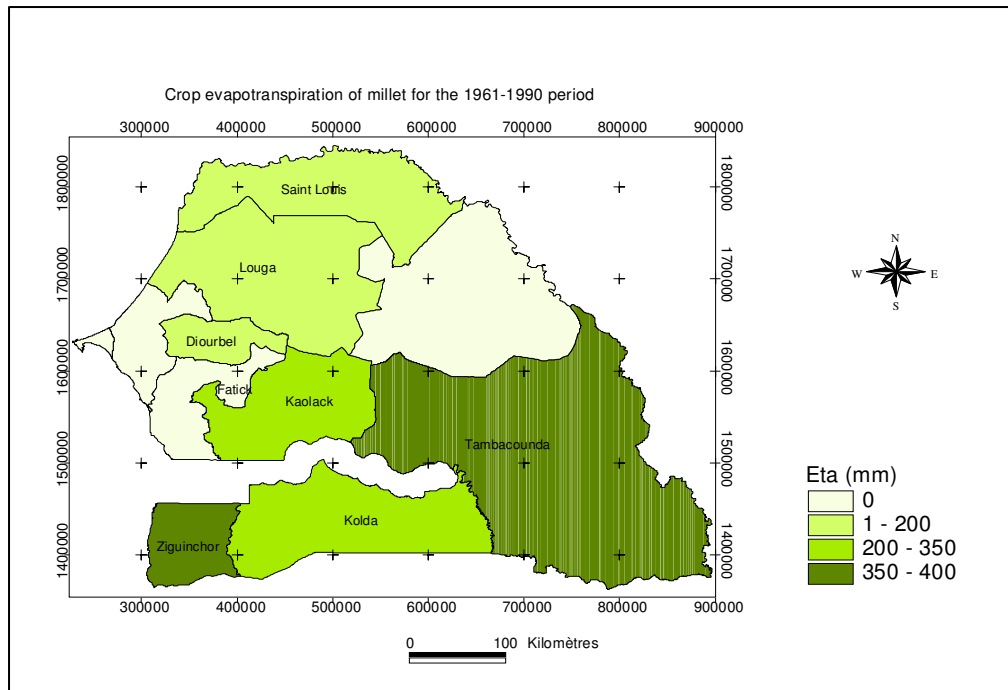 Crop evapotranspiration of millet for the 1961-1990 period
300000 400000 500000 600000 700000 800000 900000
1800000 1800000
Saint Louis
N
Louga
1700000 1700000
W E
S
Diourbel
1600000 1600000
Fatick
Kaolack
Tambacounda
1500000 1500000
Eta (mm)
0
Kolda
1 - 200
Ziguinchor
1400000 1400000
200 - 350
350 - 400
300000 400000 500000 600000 700000 800000 900000
0 100 Kilomètres